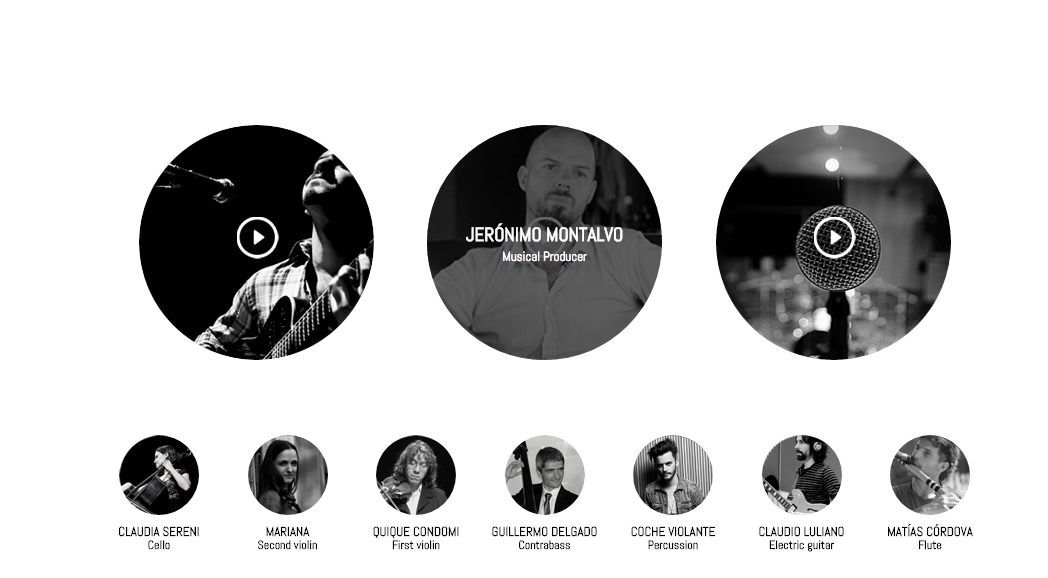 JERÓNIMO MONTALVO
Musical Producer
CLAUDIA SERENI
Cello
MARIANA
Second violin
QUIQUE CONDOMI
First violin
GUILLERMO DELGADO
Contrabass
COCHE VIOLANTE
Percussion
CLAUDIO LULIANO
Electric guitar
MATÍAS CÓRDOVA
Flute